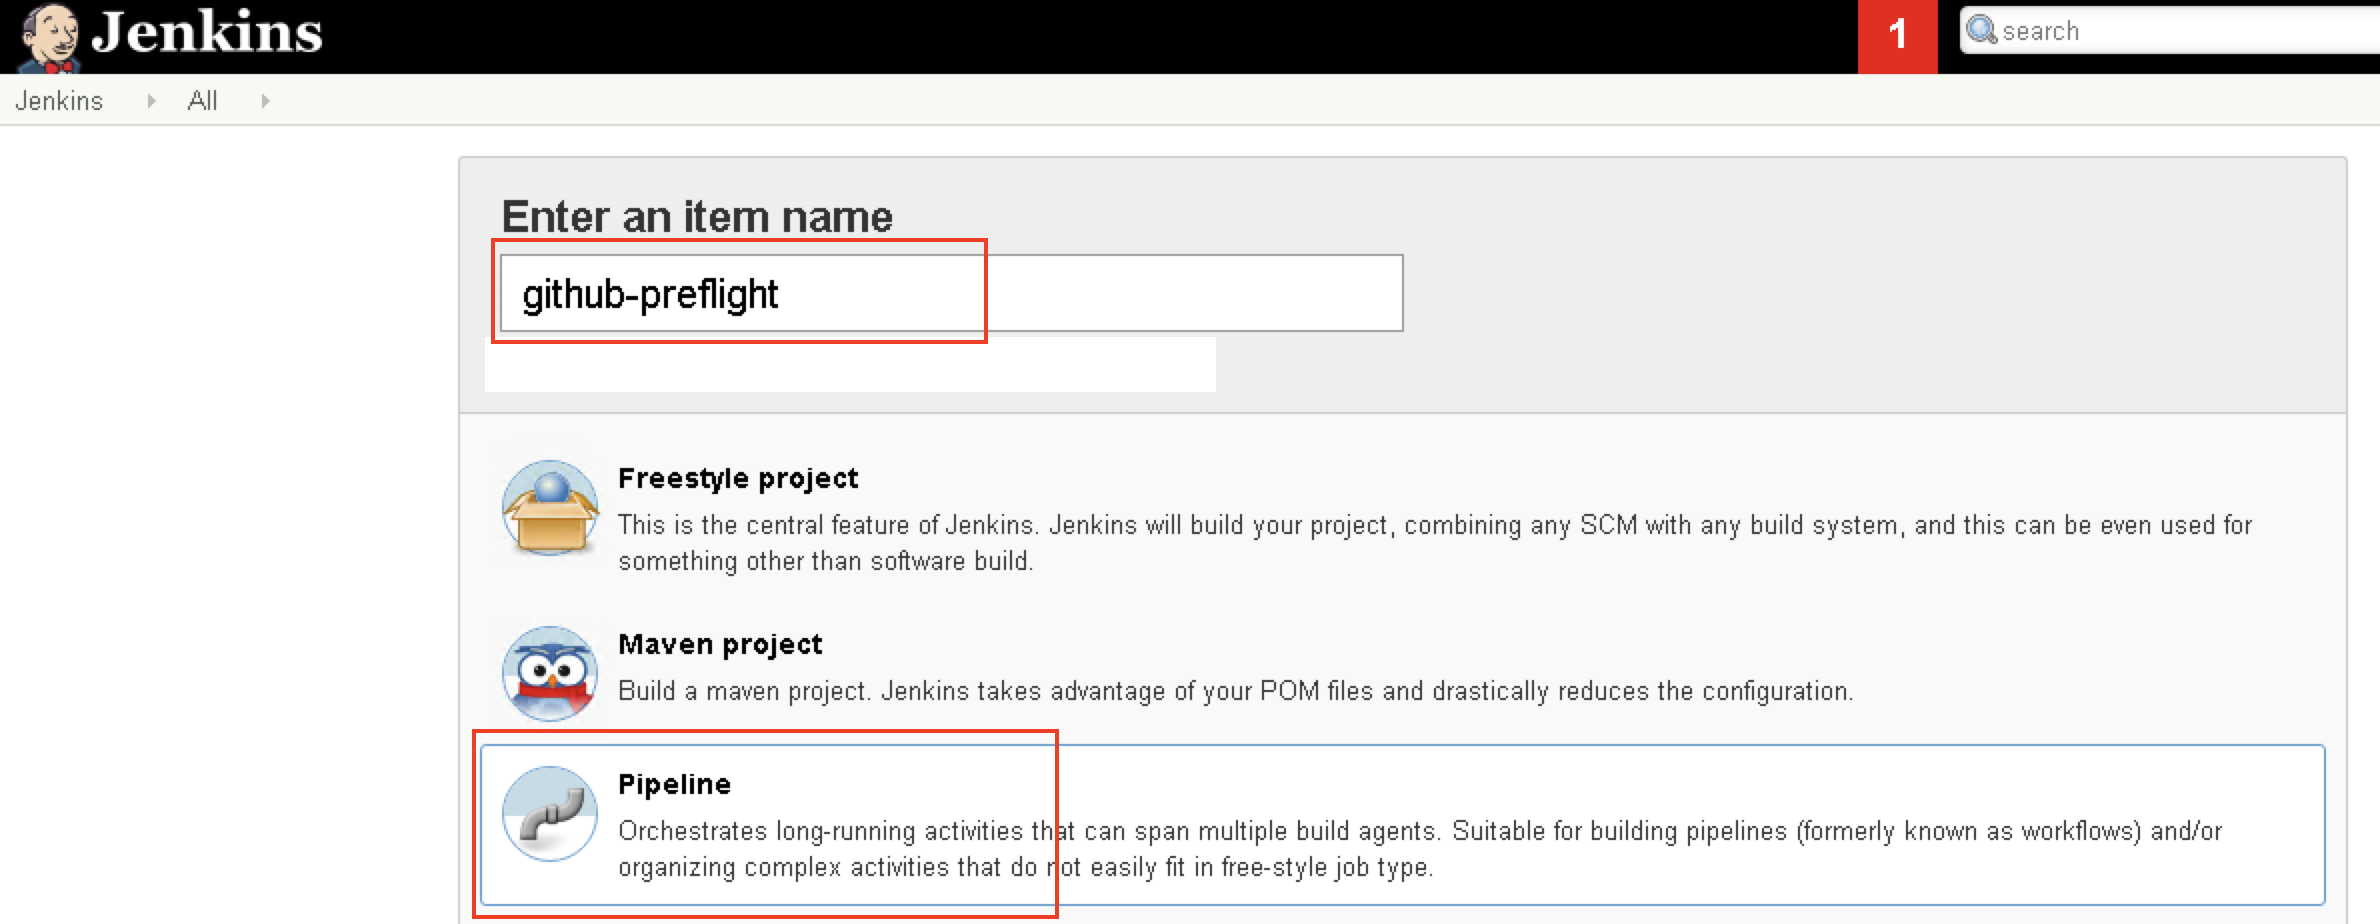 Jenkins
1
search
Jenkins
All
Enter an item name
github-preflight
Freestyle project
This is the central feature of Jenkins. Jenkins will build your project, combining any SCM with any build system, and this can be even used for
something other than software build.
Maven project
Build a maven project. Jenkins takes advantage of your POM files and drastically reduces the configuration.
Pipeline
Orchestrates long-running activities that can span multiple build agents. Suitable for building pipelines (formerly known as workflows) and/or
organizing complex activities that do not easily fit in free-style job type.